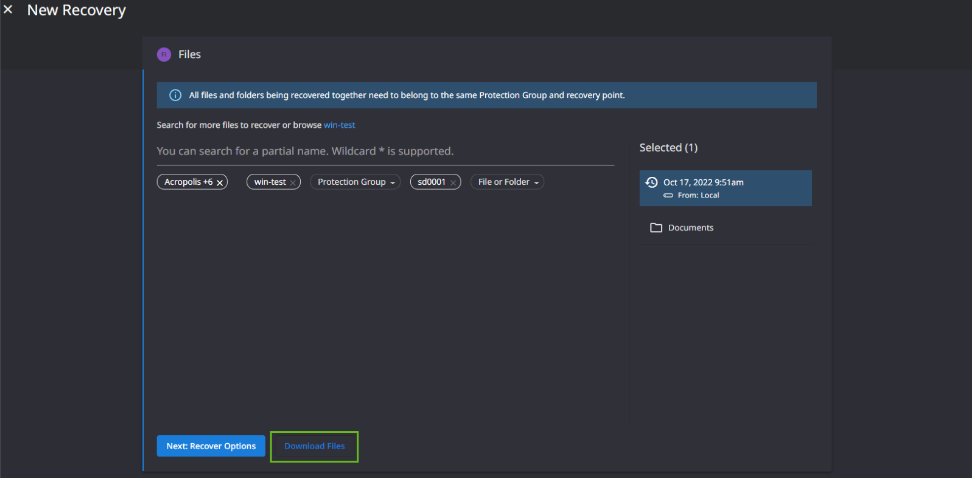 New Recovery
Files
All files and folders being recovered together need to belong to the same Protection Group and recovery point.
Search for more files to recover or browse win-test
You can search for a partial name. Wildcard * is supported.
Acropolis +6 win-test Protection Group sd0001 File or Folder
Selected (1)
Oct 17, 2022 9:51am
From: Local
Documents
Next: Recover Options Download Files